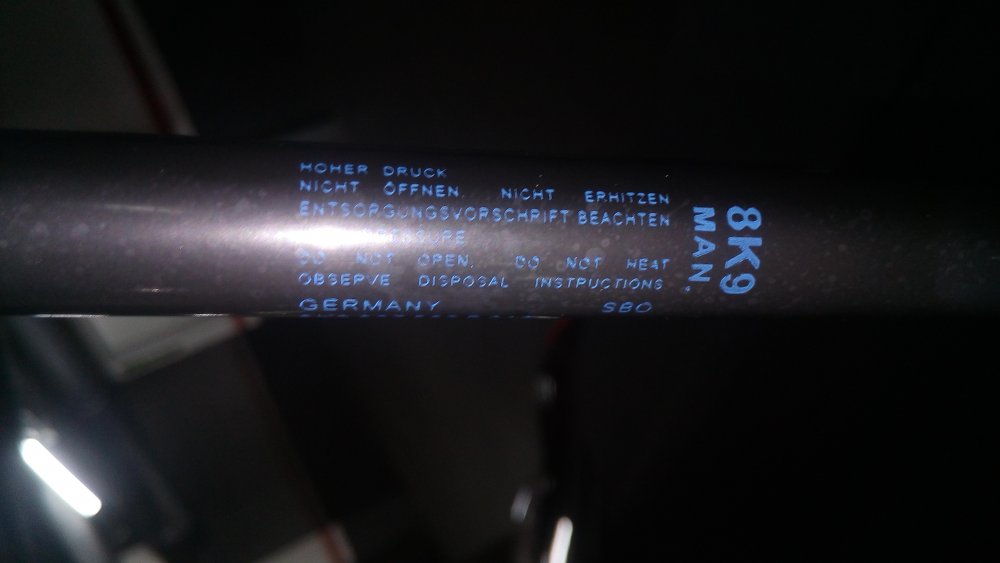 HOHER DRUCK
NICHT ÖFFNEN. NICHT ERHITZEN
ENTSORGUNGSVORSCHRIFT BEACHTEN
DO NOT OPEN. DO NOT HEAT
OBSERVE DISPOSAL INSTRUCTIONS
GERMANY SBO
8K9
MAN.